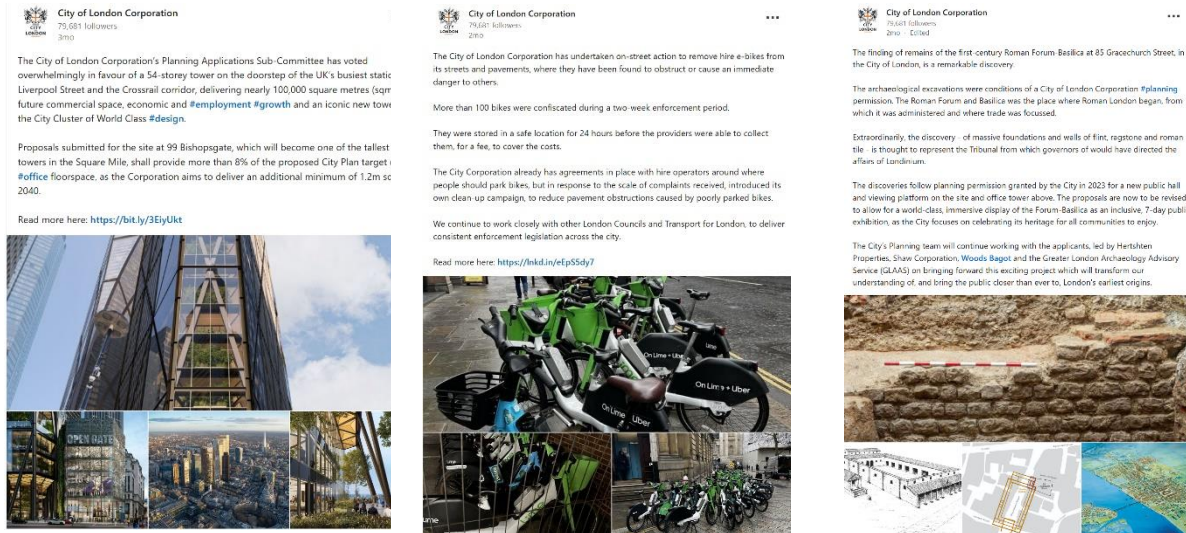 City of London Corporation
79,681 followers
3mo
The City of London Corporation's Planning Applications Sub-Committee has voted
overwhelmingly in favour of a 54-storey tower on the doorstep of the UK's busiest static
Liverpool Street and the Crossrail corridor, delivering nearly 100,000 square metres (sqm
future commercial space, economic and #employment #growth and an iconic new towe
the City Cluster of World Class #design.
Proposals submitted for the site at 99 Bishopsgate, which will become one of the tallest
towers in the Square Mile, shall provide more than 8% of the proposed City Plan target
#office floorspace, as the Corporation aims to deliver an additional minimum of 1.2m sc
2040.
Read more here: https://bit.ly/3EiyUkt
OPEN GATE
City of London Corporation
79,681 followers
2mo
The City of London Corporation has undertaken on-street action to remove hire e-bikes from
its streets and pavements, where they have been found to obstruct or cause an immediate
danger to others.
More than 100 bikes were confiscated during a two-week enforcement period.
They were stored in a safe location for 24 hours before the providers were able to collect
them, for a fee, to cover the costs.
The City Corporation already has agreements in place with hire operators around where
people should park bikes, but in response to the scale of complaints received, introduced its
own clean-up campaign, to reduce pavement obstructions caused by poorly parked bikes.
We continue to work closely with other London Councils and Transport for London, to deliver
consistent enforcement legislation across the city.
Read more here: https://lnkd.in/eEpS5dy7
Lime
On Lime + Uber
On Lime + Uber
Lime Uber
City of London Corporation
79,681 followers
2mo · Edited
The finding of remains of the first-century Roman Forum-Basilica at 85 Gracechurch Street, in
the City of London, is a remarkable discovery.
The archaeological excavations were conditions of a City of London Corporation #planning
permission. The Roman Forum and Basilica was the place where Roman London began, from
which it was administered and where trade was focussed.
Extraordinarily, the discovery - of massive foundations and walls of flint, ragstone and roman
tile - is thought to represent the Tribunal from which governors of would have directed the
affairs of Londinium.
The discoveries follow planning permission granted by the City in 2023 for a new public hall
and viewing platform on the site and office tower above. The proposals are now to be revised
to allow for a world-class, immersive display of the Forum-Basilica as an inclusive, 7-day publi
exhibition, as the City focuses on celebrating its heritage for all communities to enjoy.
The City's Planning team will continue working with the applicants, led by Hertshten
Properties, Shaw Corporation, Woods Bagot and the Greater London Archaeology Advisory
Service (GLAAS) on bringing forward this exciting project which will transform our
understanding of, and bring the public closer than ever to, London's earliest origins.